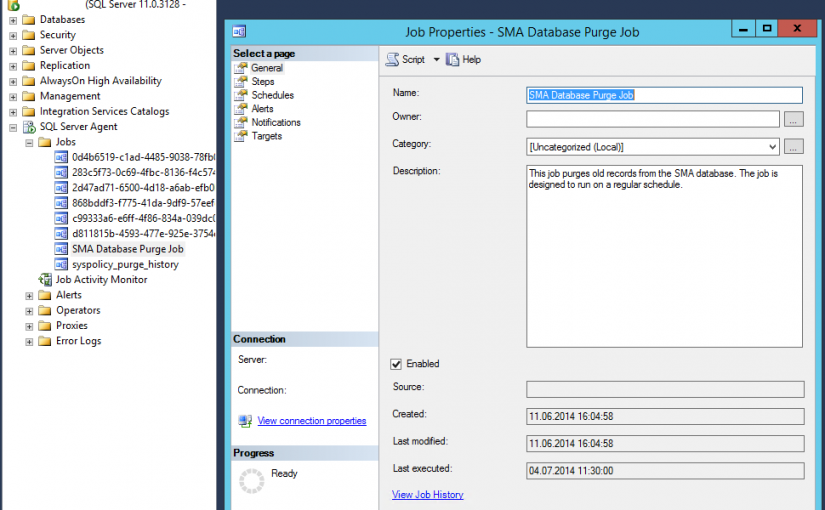 (SQL Server 11.0.3128 -
Databases
Security
Server Objects
Replication
AlwaysOn High Availability
Management
Integration Services Catalogs
SQL Server Agent
Jobs
0d4b6519-c1ad-4485-9038-78fb
283c5f73-0c69-4fbc-8136-f4c574
2d47ad71-6500-4d18-a6ab-efb0
868bddf3-f775-41da-9df9-57eef
c99333a6-e6ff-4f86-834a-039dc
d811815b-4593-477e-925e-3754
SMA Database Purge Job
syspolicy_purge_history
Job Activity Monitor
Alerts
Operators
Proxies
Error Logs
Job Properties - SMA Database Purge Job
Select a page
General
Steps
Schedules
Alerts
Notifications
Targets
Connection
Server:
Connection:
View connection properties
Progress
Ready
Script
Help
Name:
SMA Database Purge Job
Owner:
...
Category:
[Uncategorized (Local)]
...
Description:
This job purges old records from the SMA database. The job is
designed to run on a regular schedule.
Enabled
Source:
Created:
11.06.2014 16:04:58
Last modified:
11.06.2014 16:04:58
Last executed:
04.07.2014 11:30:00
View Job History